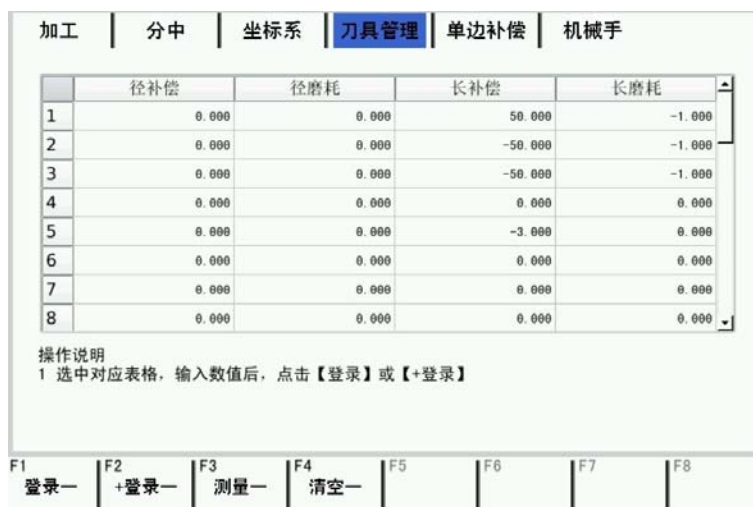 加工 分中 坐标系 刀具管理 单边补偿 机械手
径补偿 径磨耗 长补偿 长磨耗
1 0.000 0.000 50.000 -1.000
2 0.000 0.000 -50.000 -1.000
3 0.000 0.000 -50.000 -1.000
4 0.000 0.000 0.000 0.000
5 0.000 0.000 -3.000 0.000
6 0.000 0.000 0.000 0.000
7 0.000 0.000 0.000 0.000
8 0.000 0.000 0.000 0.000
操作说明
1 选中对应表格，输入数值后，点击【登录】或【+登录】
F1 F2 F3 F4 F5 F6 F7 F8
登录一 +登录一 测量一 清空一